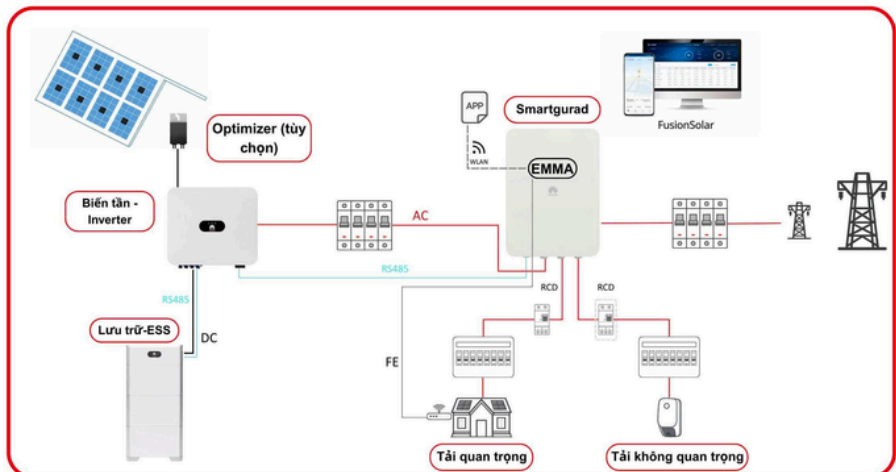 Optimizer (tùy
chọn)
APP
WLAN
Smartgurad
EMMA
FusionSolar
Biến tần -
Inverter
AC
RS485
RS485
DC
Lưu trữ-ESS
FE
RCD
RCD
Tải quan trọng
Tải không quan trọng